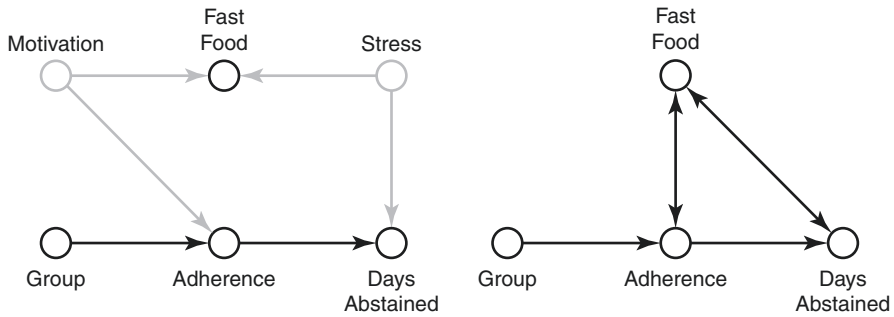 Motivation
Fast
Food
Stress
Group
Adherence
Days
Abstained
Fast
Food
Group
Adherence
Days
Abstained